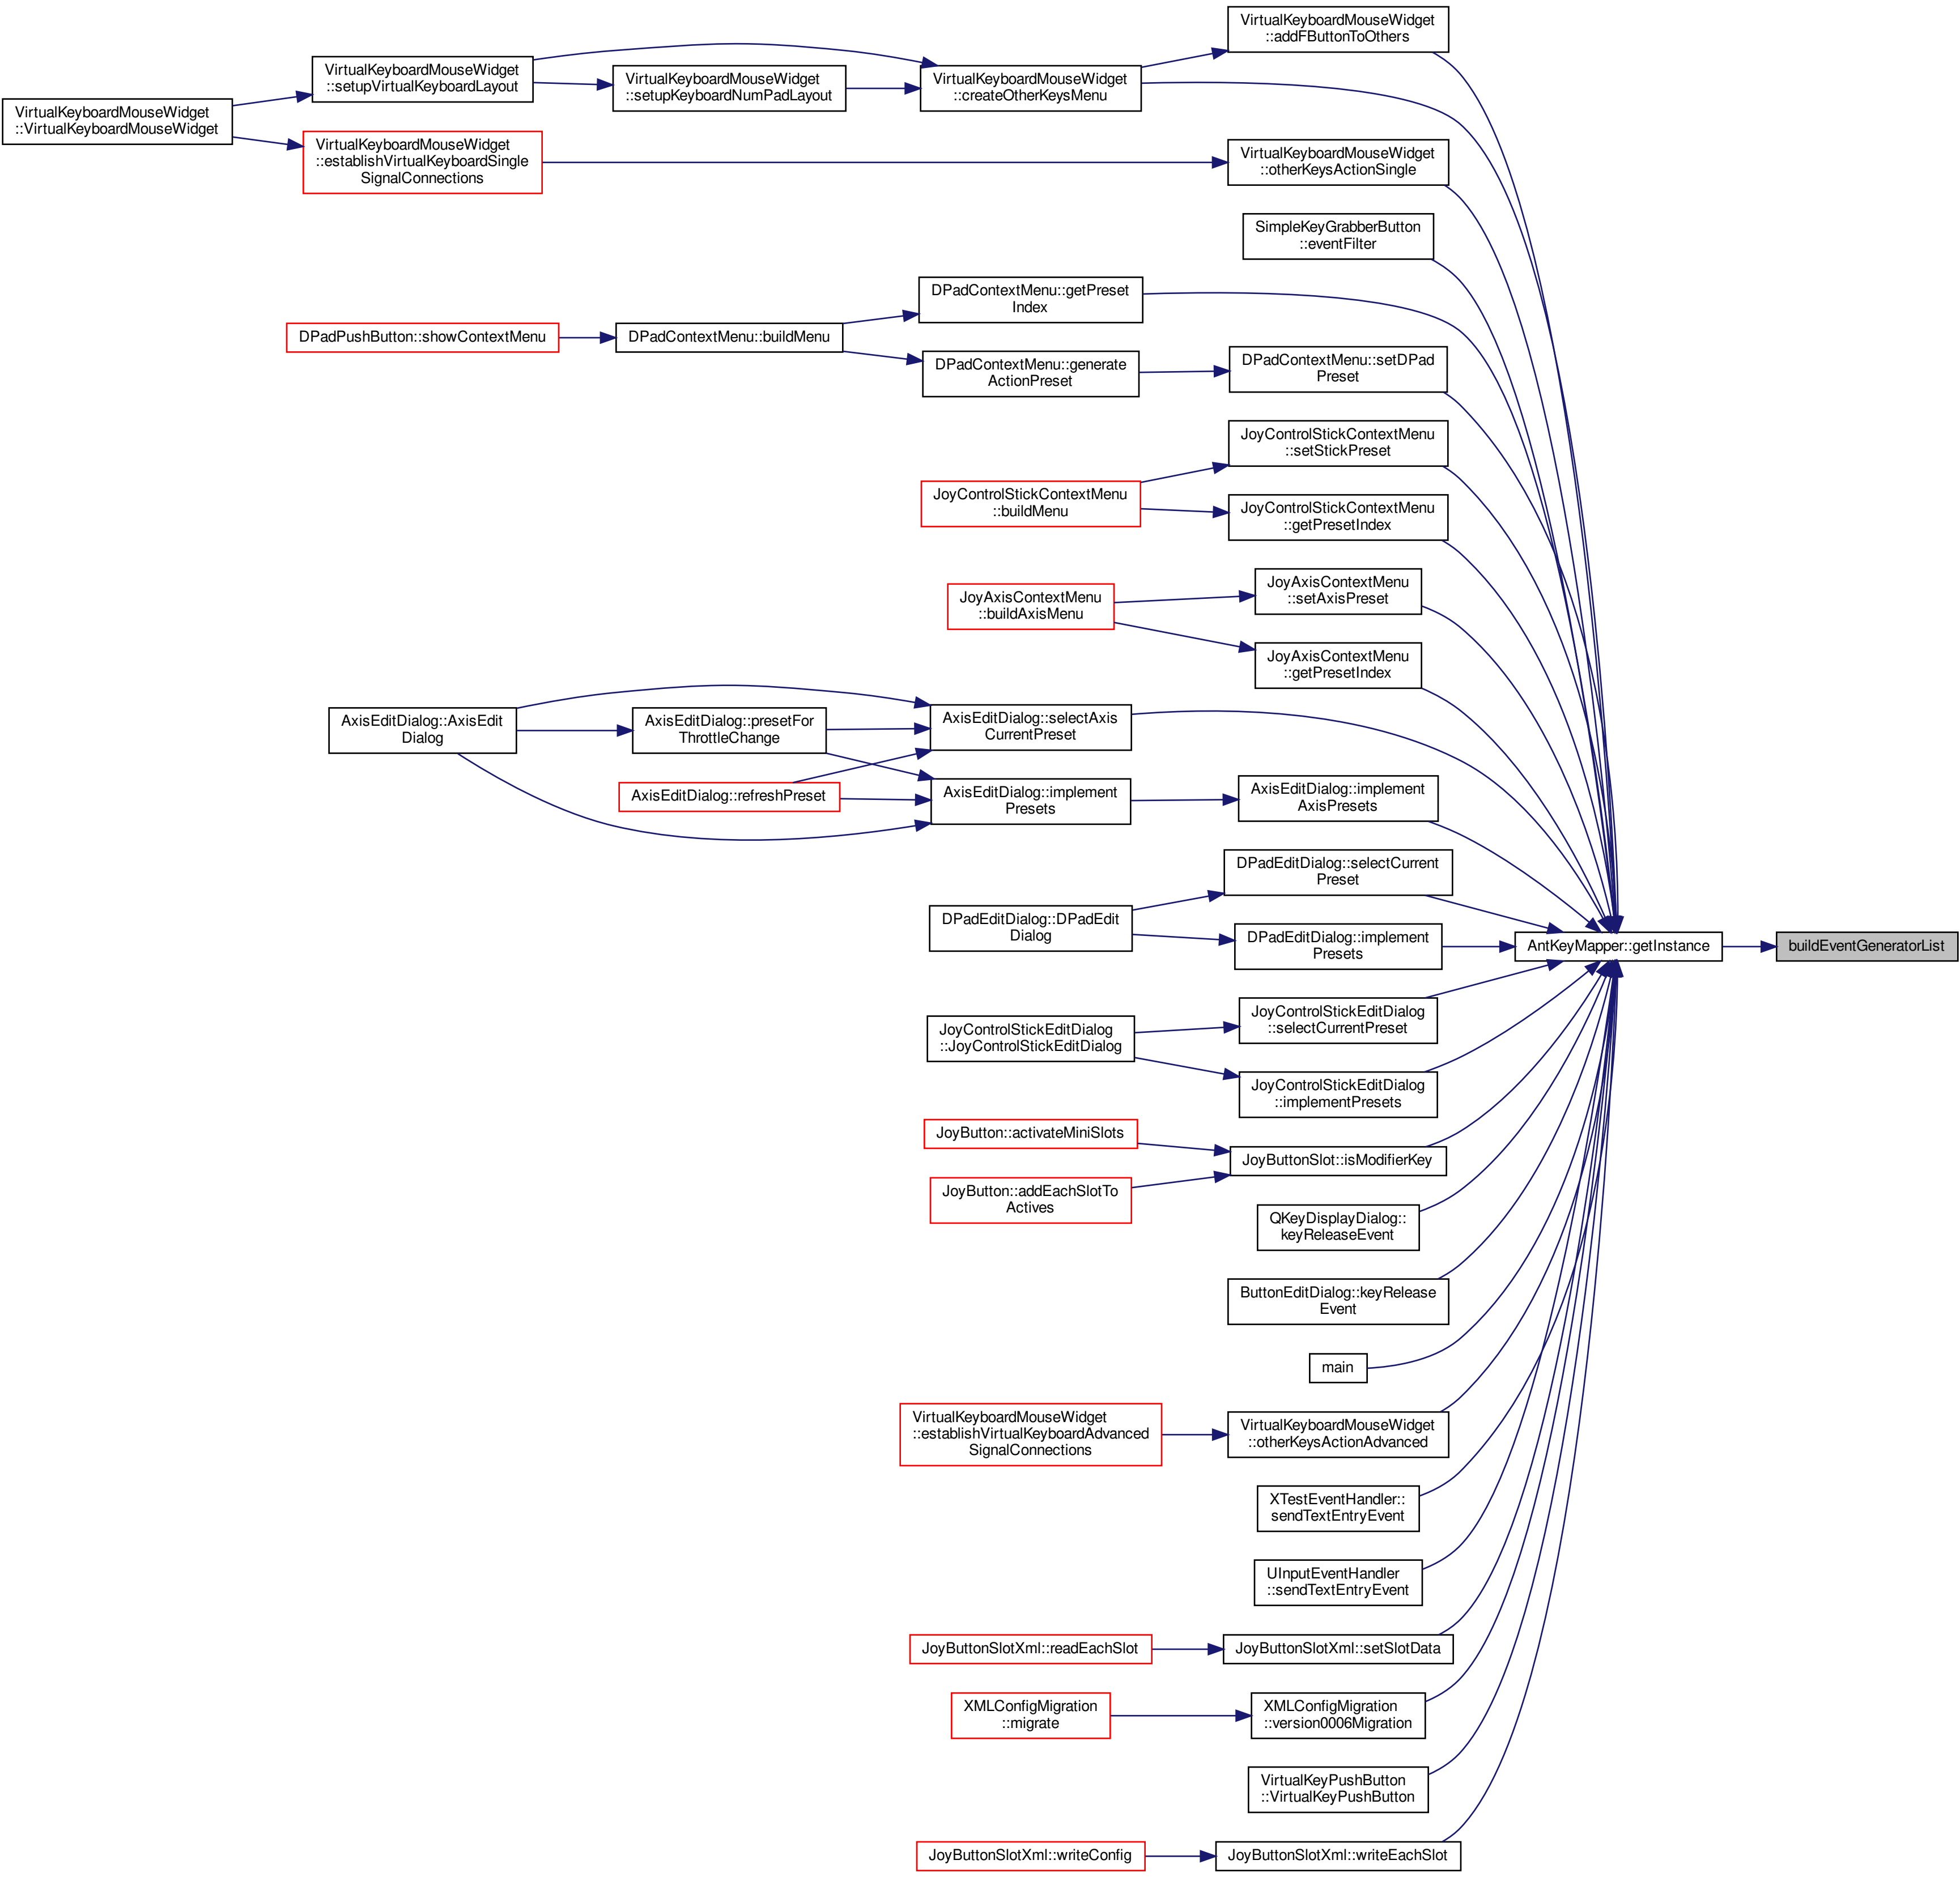 VirtualKeyboardMouseWidget
::addFButtonToOthers
VirtualKeyboardMouseWidget
::setupVirtualKeyboardLayout
VirtualKeyboardMouseWidget
::setupKeyboardNumPadLayout
VirtualKeyboardMouseWidget
::createOtherKeysMenu
VirtualKeyboardMouseWidget
::VirtualKeyboardMouseWidget
VirtualKeyboardMouseWidget
::establishVirtualKeyboardSingle
SignalConnections
VirtualKeyboardMouseWidget
::otherKeysActionSingle
SimpleKeyGrabberButton
::eventFilter
DPadContextMenu::getPreset
Index
DPadPushButton::showContextMenu
DPadContextMenu::buildMenu
DPadContextMenu::generate
ActionPreset
DPadContextMenu::setDPad
Preset
JoyControlStickContextMenu
::setStickPreset
JoyControlStickContextMenu
::buildMenu
JoyControlStickContextMenu
::getPresetIndex
JoyAxisContextMenu
::setAxisPreset
JoyAxisContextMenu
::buildAxisMenu
JoyAxisContextMenu
::getPresetIndex
AxisEditDialog::AxisEdit
Dialog
AxisEditDialog::presetFor
ThrottleChange
AxisEditDialog::selectAxis
CurrentPreset
AxisEditDialog::refreshPreset
AxisEditDialog::implement
Presets
AxisEditDialog::implement
AxisPresets
DPadEditDialog::selectCurrent
Preset
DPadEditDialog::DPadEdit
Dialog
DPadEditDialog::implement
Presets
AntKeyMapper::getInstance
buildEventGeneratorList
JoyControlStickEditDialog
::selectCurrentPreset
JoyControlStickEditDialog
::JoyControlStickEditDialog
JoyControlStickEditDialog
::implementPresets
JoyButton::activateMiniSlots
JoyButtonSlot::isModifierKey
JoyButton::addEachSlotTo
Actives
QKeyDisplayDialog::
keyReleaseEvent
ButtonEditDialog::keyRelease
Event
main
VirtualKeyboardMouseWidget
::establishVirtualKeyboardAdvanced
SignalConnections
VirtualKeyboardMouseWidget
::otherKeysActionAdvanced
XTestEventHandler::
sendTextEntryEvent
UInputEventHandler
::sendTextEntryEvent
JoyButtonSlotXml::readEachSlot
JoyButtonSlotXml::setSlotData
XMLConfigMigration
::migrate
XMLConfigMigration
::version0006Migration
VirtualKeyPushButton
::VirtualKeyPushButton
JoyButtonSlotXml::writeConfig
JoyButtonSlotXml::writeEachSlot